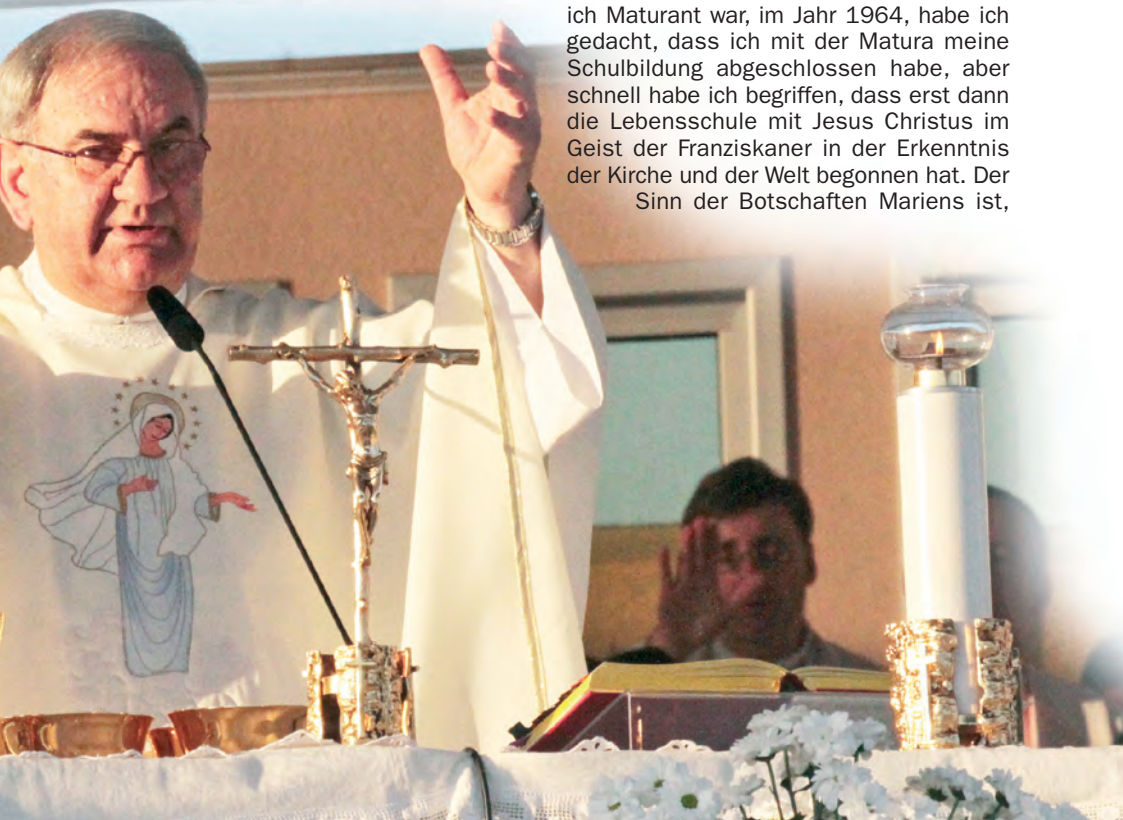 ich Maturant war, im Jahr 1964, habe ich
gedacht, dass ich mit der Matura meine
Schulbildung abgeschlossen habe, aber
schnell habe ich begriffen, dass erst dann
die Lebensschule mit Jesus Christus im
Geist der Franziskaner in der Erkenntnis
der Kirche und der Welt begonnen hat. Der
Sinn der Botschaften Mariens ist,